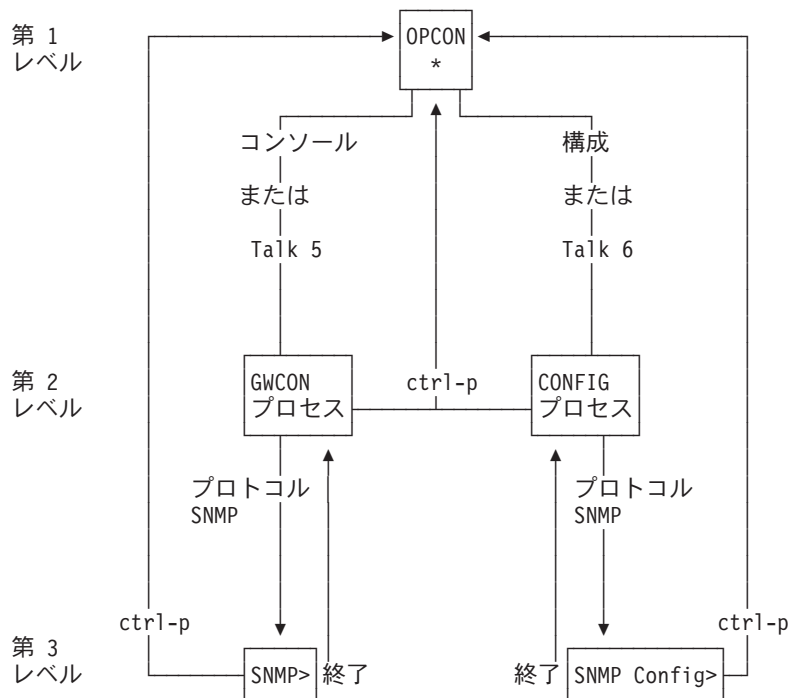 第 1
レベル
OPCON
*
コンソール
構成
または
または
Talk 5
Talk 6
第 2
レベル
GWCON
プロセス
ctrl-p
CONFIG
プロセス
プロトコル
SNMP
プロトコル
SNMP
ctrl-p
ctrl-p
第 3
レベル
SNMP>
終了
終了
SNMP Config>